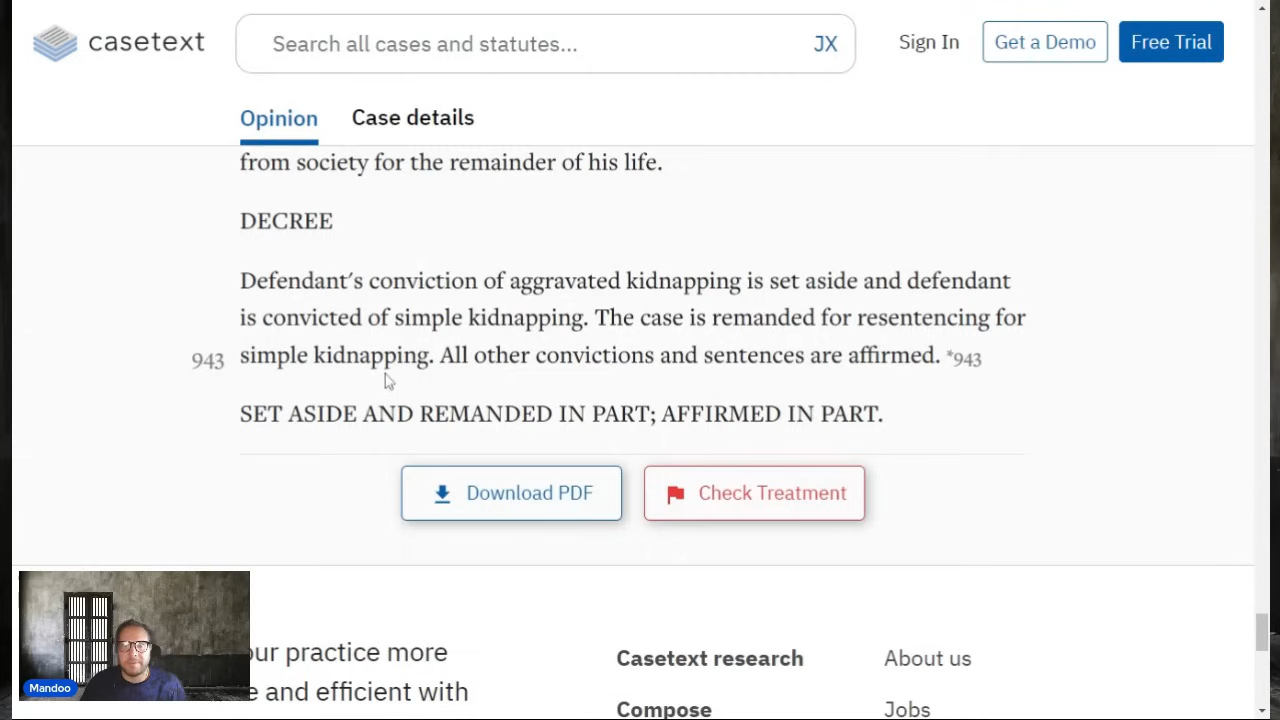 casetext
Search all cases and statutes...
JX
Sign In
Get a Demo
Free Trial
Opinion
Case details
from society for the remainder of his life.
DECREE
Defendant's conviction of aggravated kidnapping is set aside and defendant
is convicted of simple kidnapping. The case is remanded for resentencing for
943 simple kidnapping. All other convictions and sentences are affirmed. *943
SET ASIDE AND REMANDED IN PART; AFFIRMED IN PART.
Download PDF
Check Treatment
our practice more
and efficient with
Casetext research
Compose
About us
Jobs
Mandoo